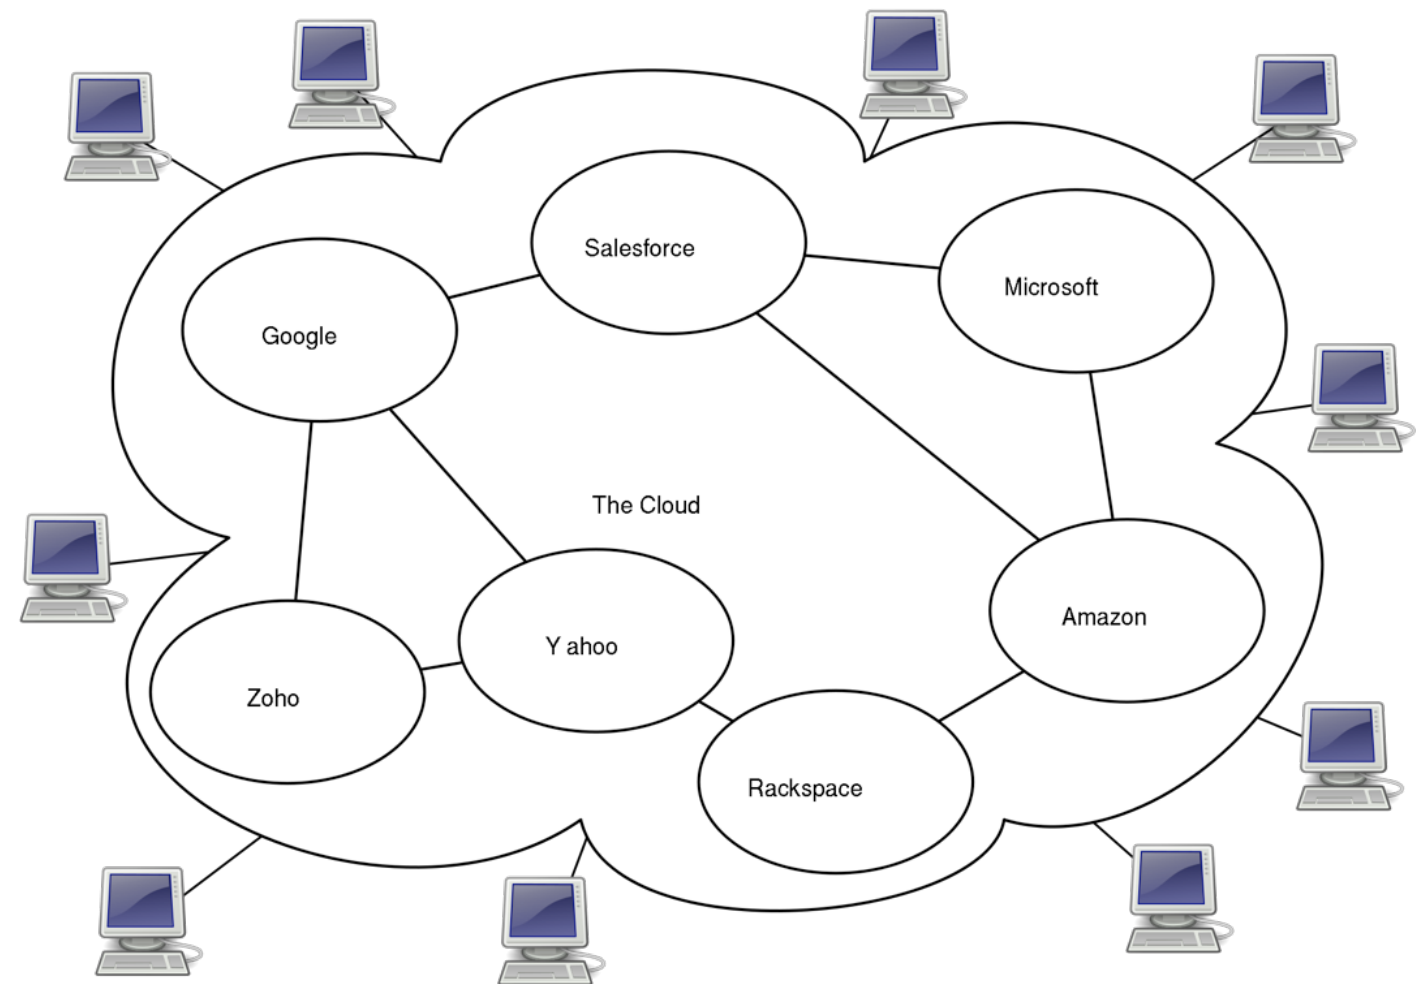 Salesforce
Microsoft
Google
The Cloud
Amazon
Y ahoo
Zoho
Rackspace